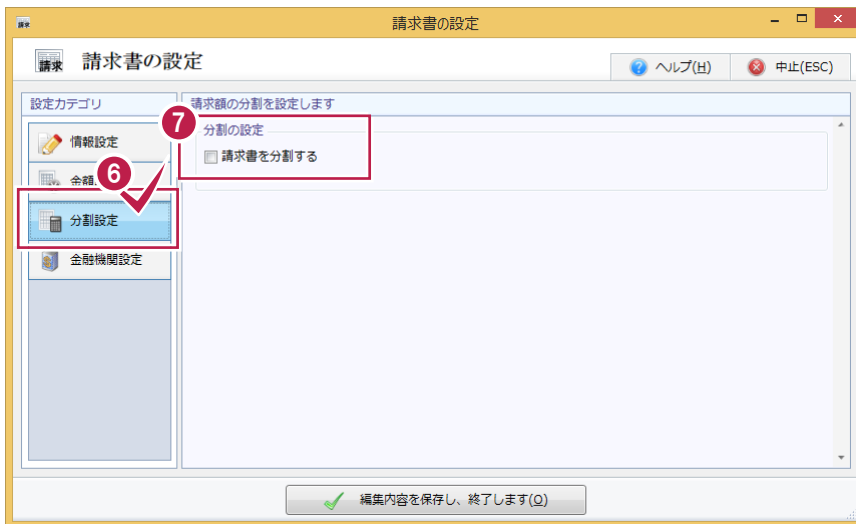 請求
請求書の設定
請求 請求書の設定
ヘルプ(H) 中止(ESC)
設定カテゴリ
請求額の分割を設定します
7
分割の設定
情報設定
請求書を分割する
6
金額
分割設定
金融機関設定
編集内容を保存し、終了します(O)